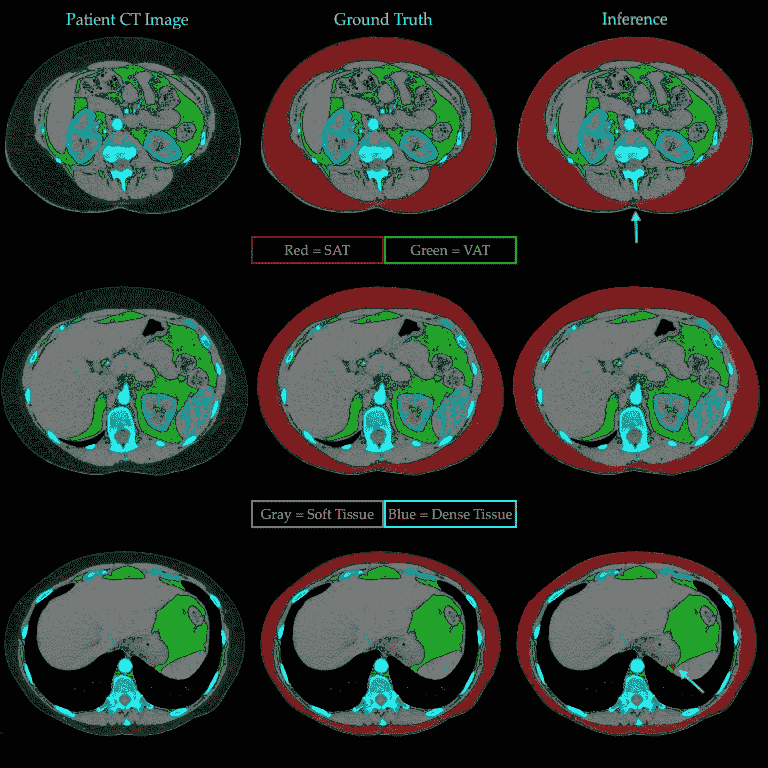 Patient CT Image
Ground Truth
Inference
Red = SAT
Green = VAT
Gray = Soft Tissue
Blue = Dense Tissue